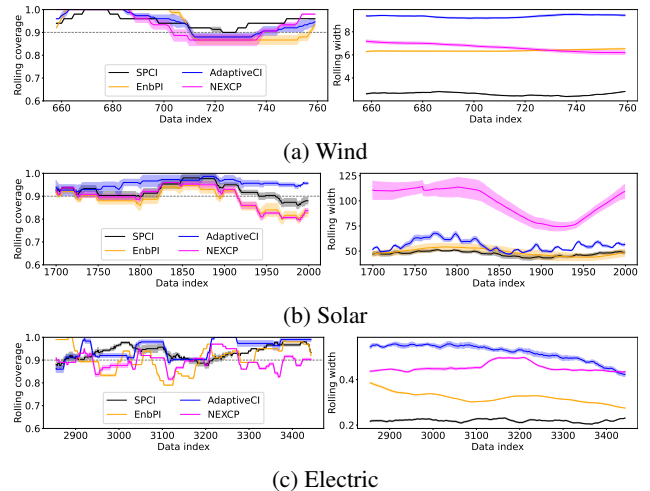 1.0
0.9
0.8
0.7
0.6
Rolling coverage
SPCI
EnbPI
AdaptiveCI
NEXCP
660 680 700 720 740 760
Data index
8
6
4
Rolling width
660 680 700 720 740 760
Data index
(a) Wind
1.0
0.9
0.8
0.7
0.6
Rolling coverage
SPCI
EnbPI
AdaptiveCI
NEXCP
1700 1750 1800 1850 1900 1950 2000
Data index
125
100
75
50
Rolling width
1700 1750 1800 1850 1900 1950 2000
Data index
(b) Solar
1.0
0.9
0.8
0.7
0.6
Rolling coverage
SPCI
EnbPI
AdaptiveCI
NEXCP
2900 3000 3100 3200 3300 3400
Data index
0.4
0.2
Rolling width
2900 3000 3100 3200 3300 3400
Data index
(c) Electric